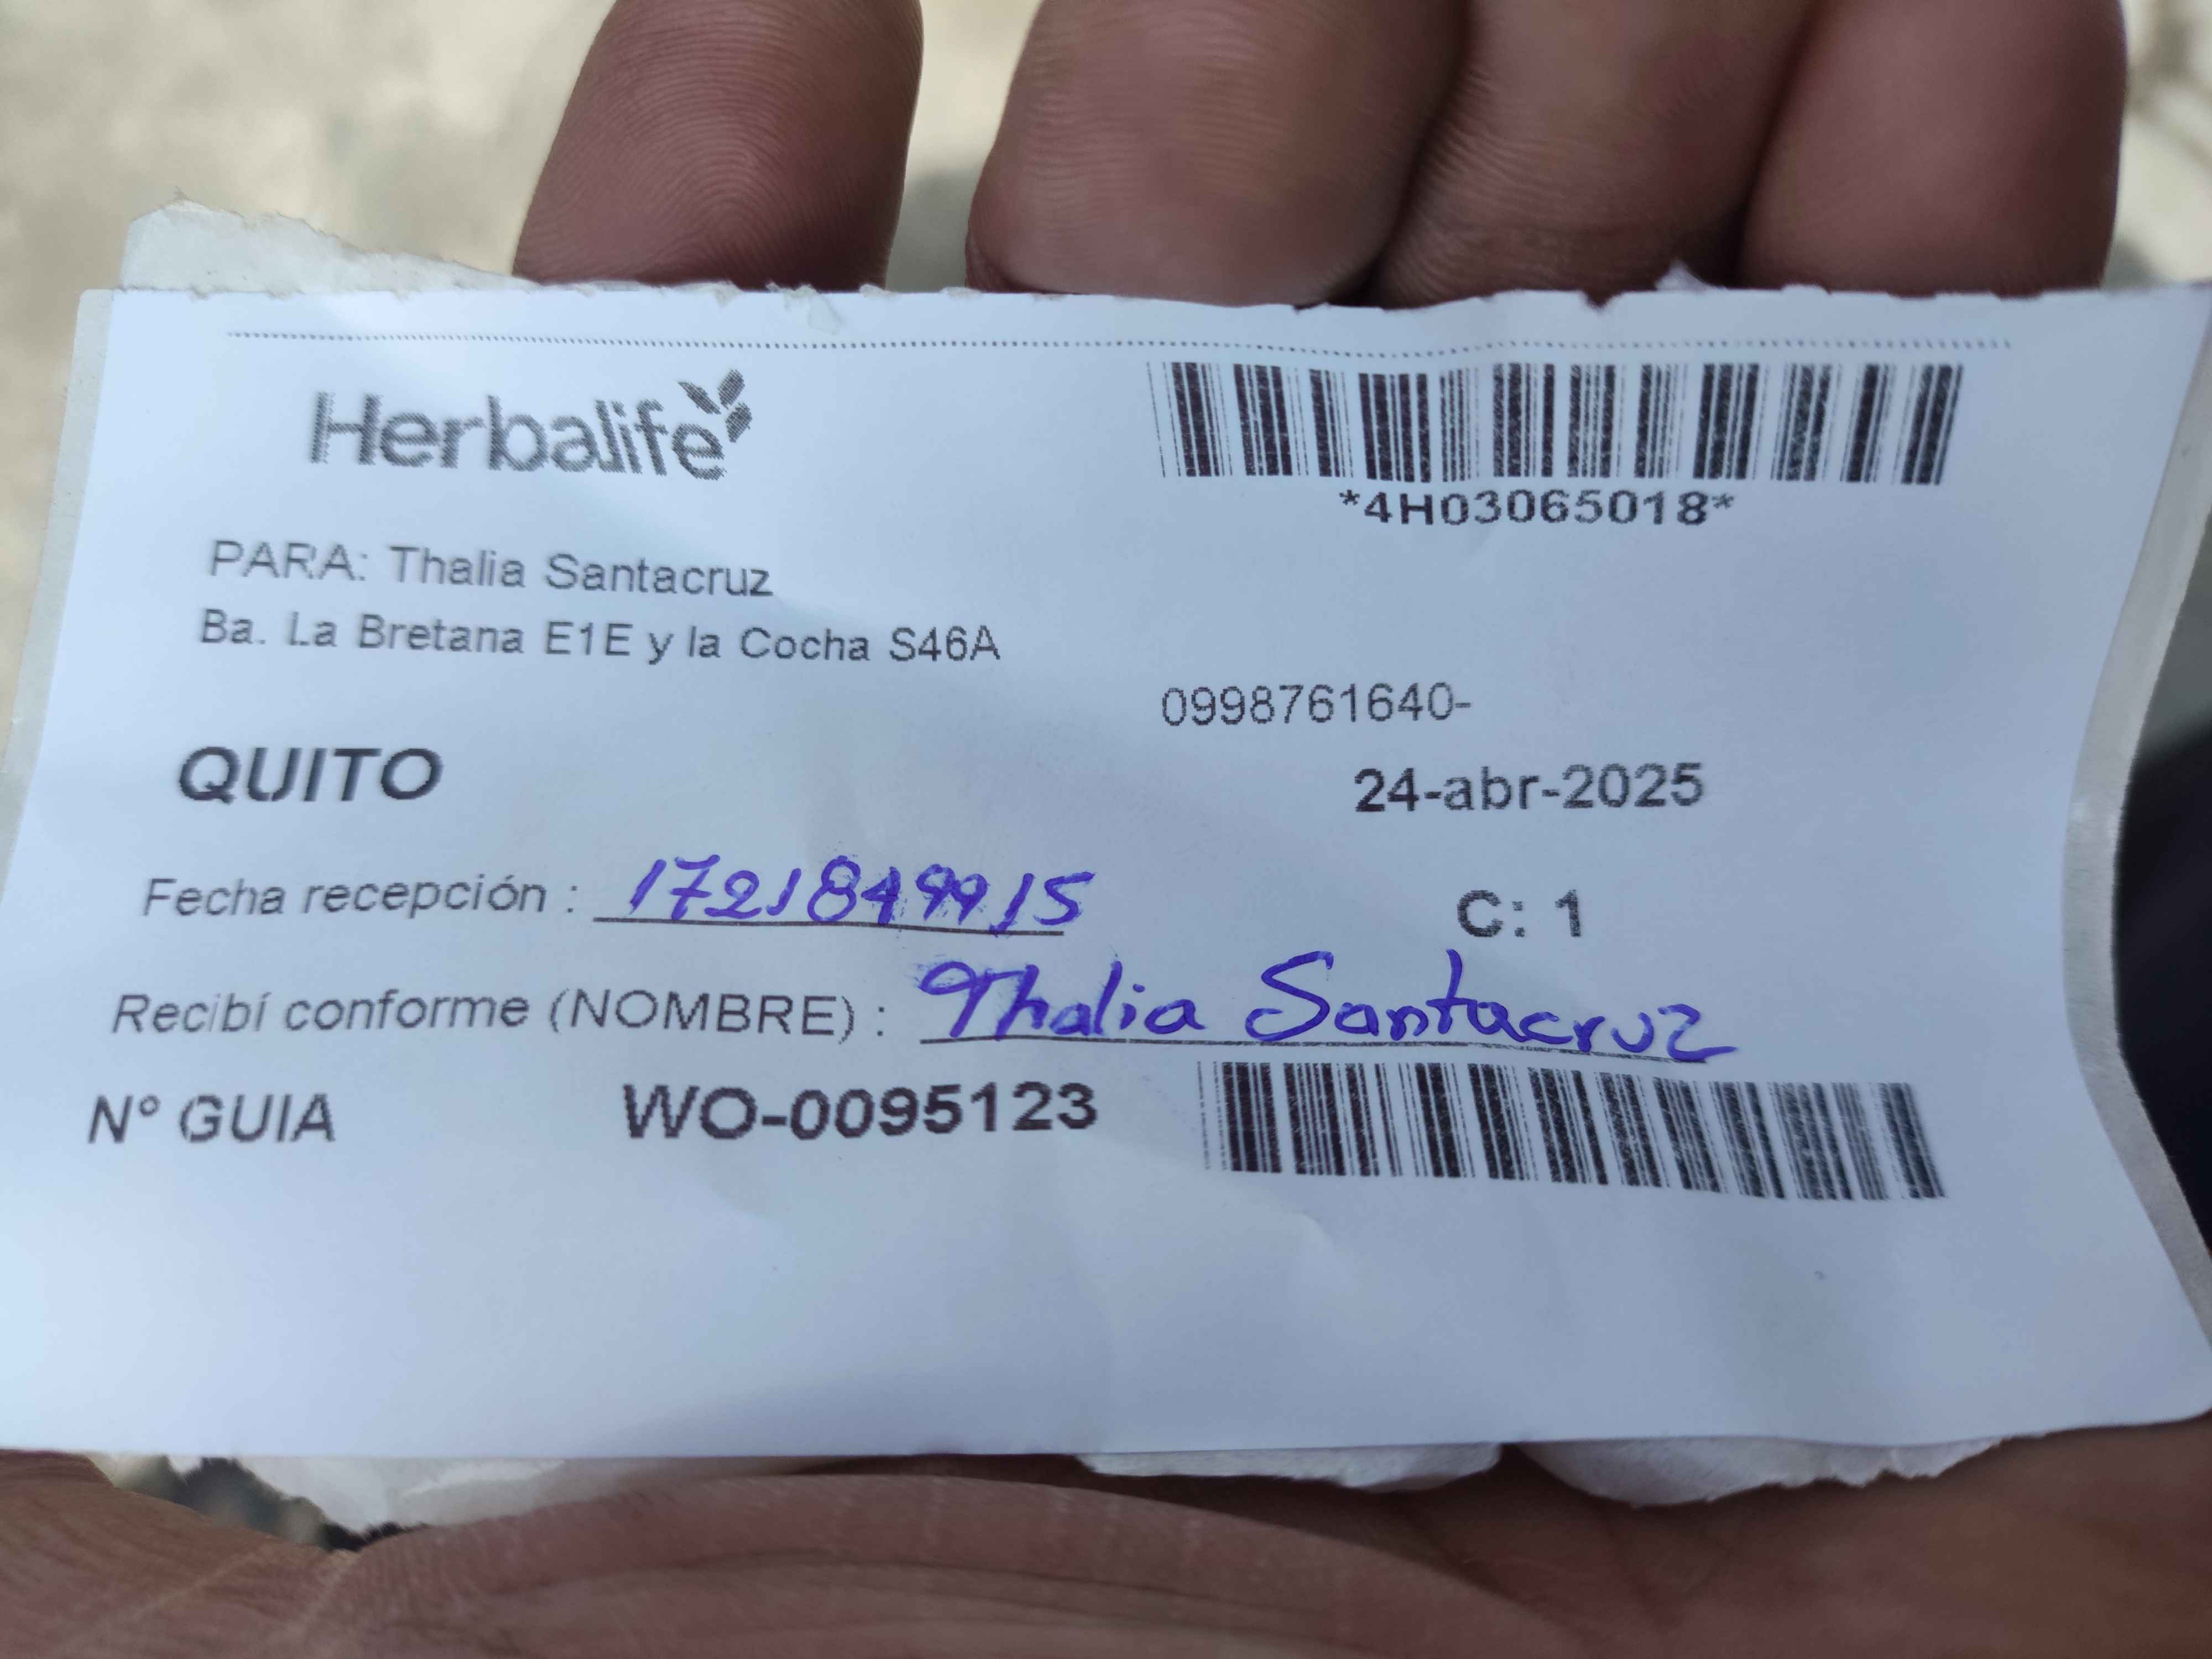 Herbalife
*4H03065018*
PARA: Thalia Santacruz
Ba. La Bretana E1E y la Cocha S46A
0998761640-
QUITO
24-abr-2025
Fecha recepción :
C: 1
Recibí conforme (NOMBRE) : Thalia Santacruz
N° GUIA WO-0095123